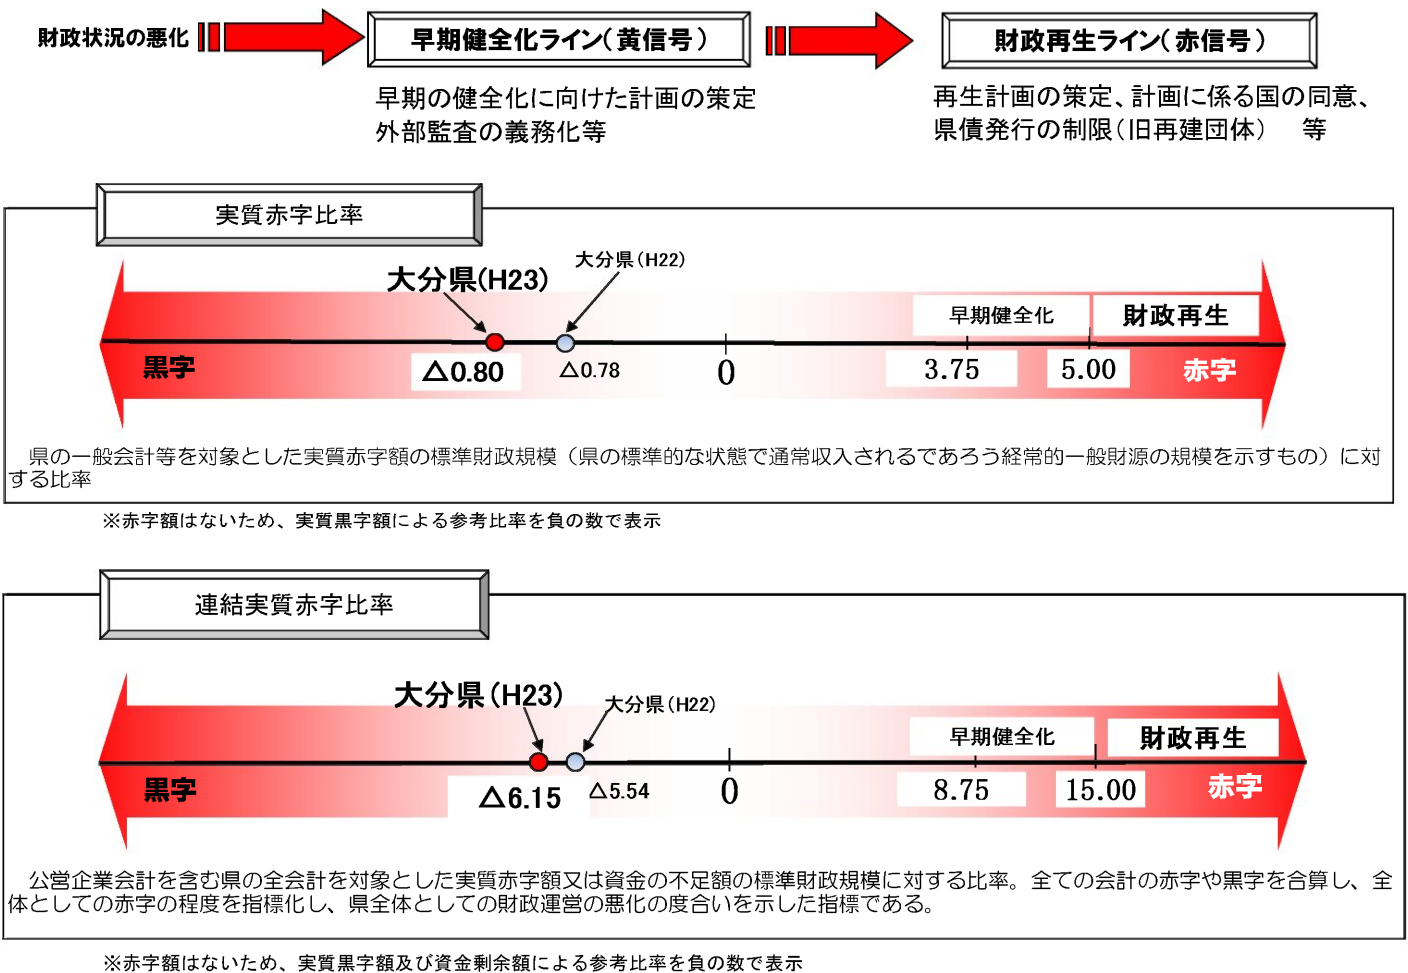 財政状況の悪化
早期健全化ライン（黄信号）
財政再生ライン（赤信号）
早期の健全化に向けた計画の策定
外部監査の義務化等
再生計画の策定、計画に係る国の同意、
県債発行の制限（旧再建団体）　等
実質赤字比率
大分県（H23）
大分県（H22）
早期健全化
財政再生
黒字
△0.80
△0.78
0
3.75
5.00
赤字
県の一般会計等を対象とした実質赤字額の標準財政規模（県の標準的な状態で通常収入されるであろう経常的一般財源の規模を示すもの）に対
する比率
※赤字額はないため、実質黒字額による参考比率を負の数で表示
連結実質赤字比率
大分県（H23）
大分県（H22）
早期健全化
財政再生
黒字
△6.15
△5.54
0
8.75
15.00
赤字
公営企業会計を含む県の全会計を対象とした実質赤字額又は資金の不足額の標準財政規模に対する比率。全ての会計の赤字や黒字を合算し、全
体としての赤字の程度を指標化し、県全体としての財政運営の悪化の度合いを示した指標である。
※赤字額はないため、実質黒字額及び資金剰余額による参考比率を負の数で表示